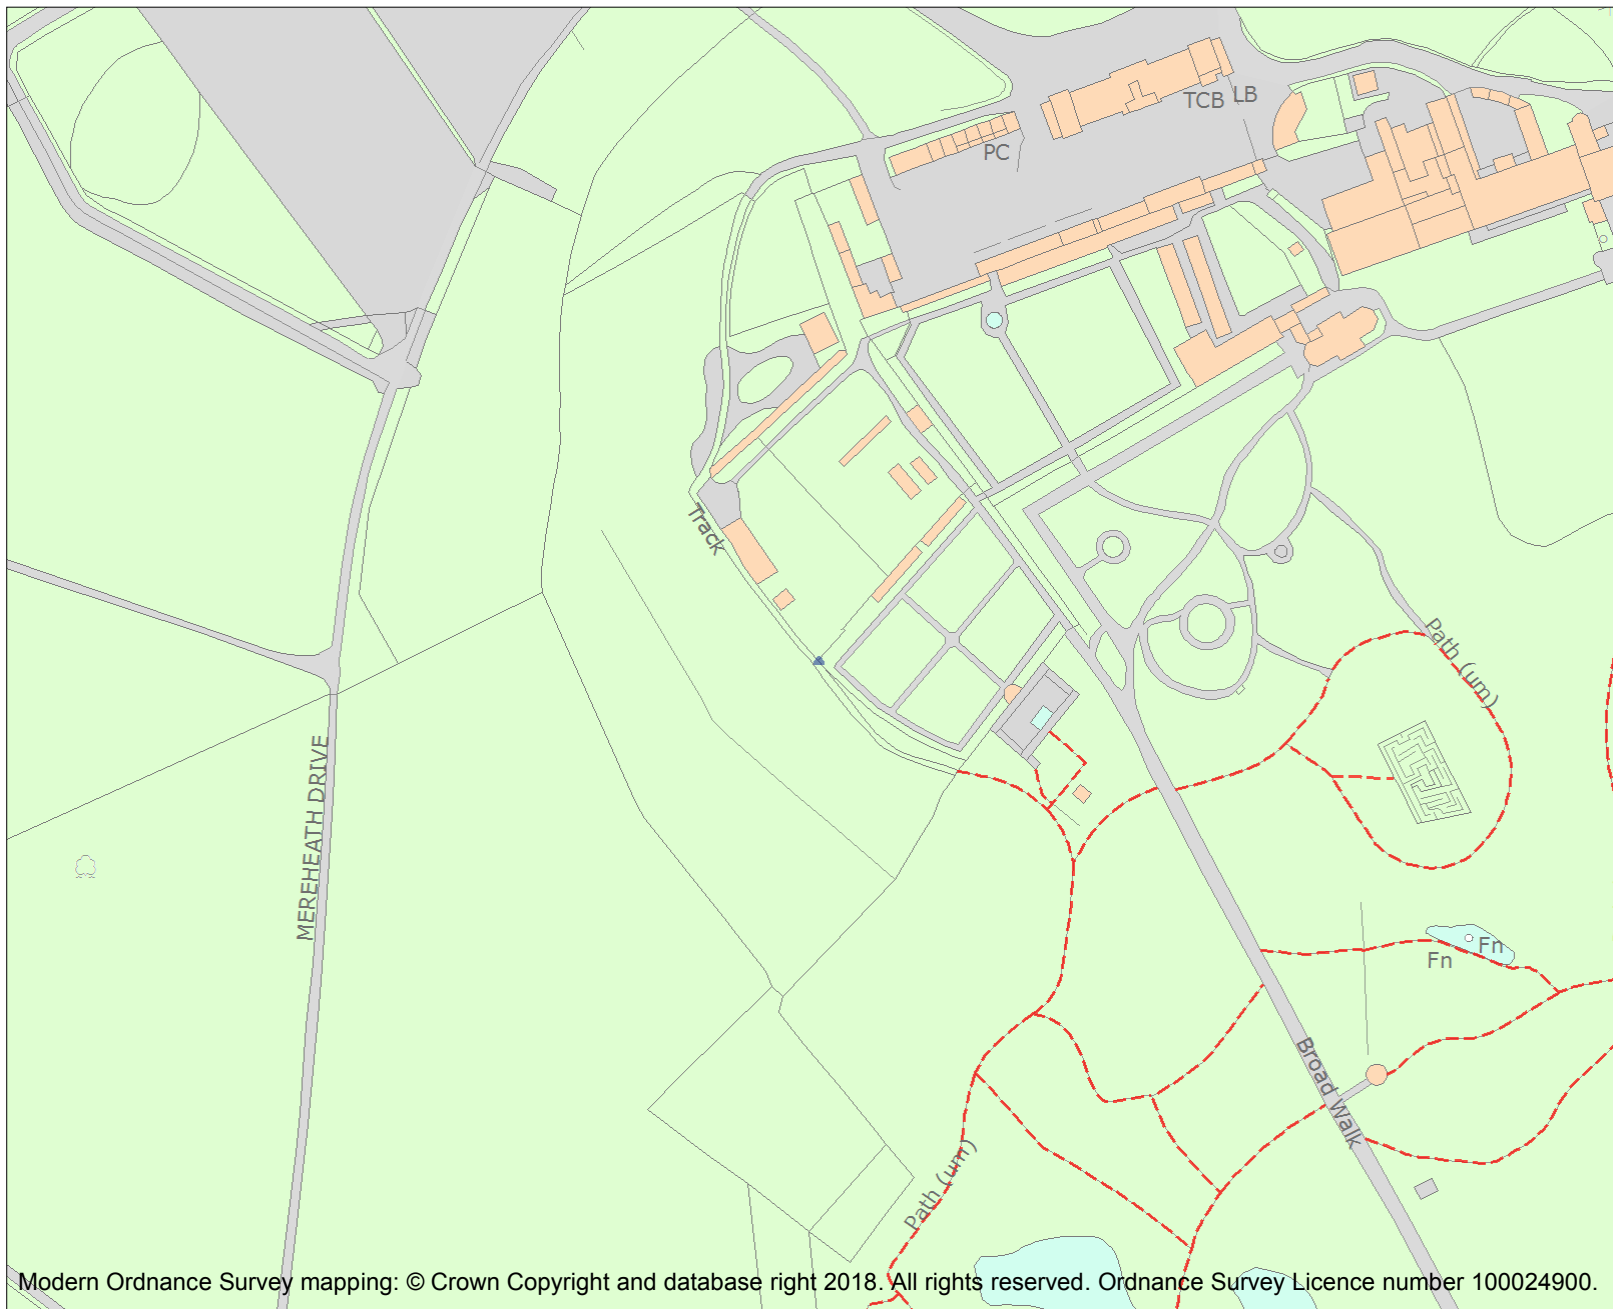 TCB LB
PC
Track
Path (um)
MEREHEATH DRIVE
Fn
Fn
Broad Walk
Path (um)
Modern Ordnance Survey mapping: © Crown Copyright and database right 2018. All rights reserved. Ordnance Survey Licence number 100024900.